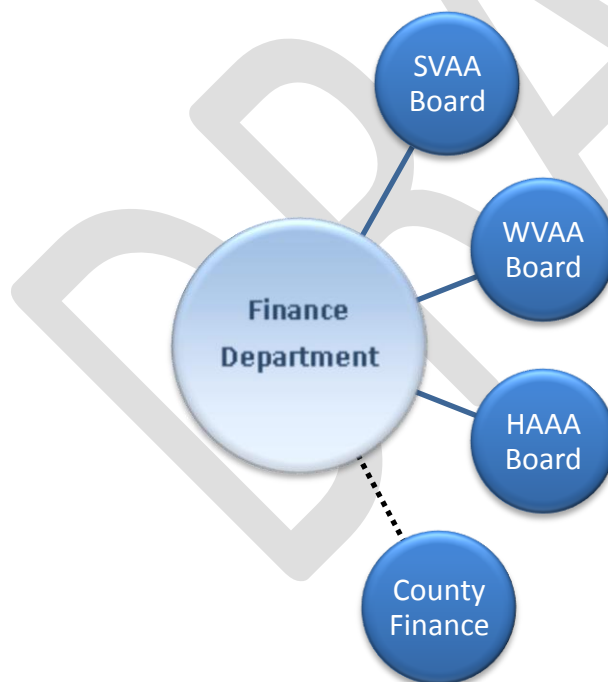 SVAA
Board
WVAA
Board
Finance
Department
HAAA
Board
County
Finance